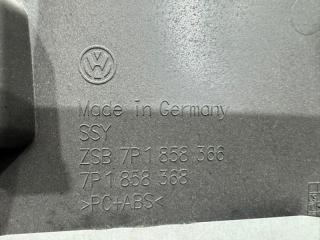 Made in Germany
SSY
ZSB 7P1 858 366
7P1 858 368
>PC+ABS<